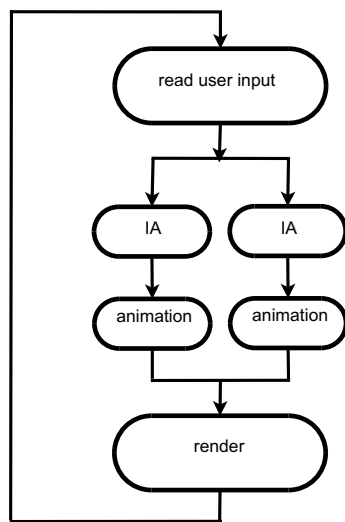 read user input
IA
IA
animation
animation
render